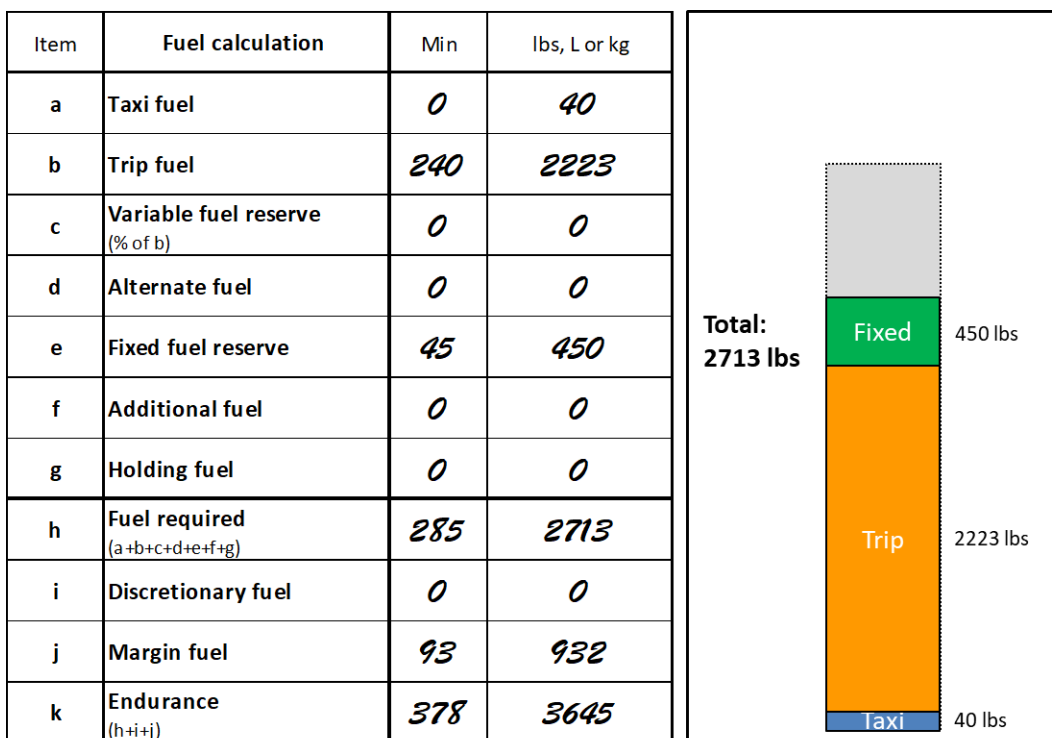 Item Fuel calculation Min lbs, L or kg
a Taxi fuel 0 40
b Trip fuel 240 2223
c Variable fuel reserve 0 0
(% of b)
d Alternate fuel 0 0
e Fixed fuel reserve 45 450
f Additional fuel 0 0
g Holding fuel 0 0
h Fuel required 285 2713
(a+b+c+d+e+f+g)
i Discretionary fuel 0 0
j Margin fuel 93 932
k Endurance 378 3645
(h+i+j)
Total:
2713 lbs
Fixed 450 lbs
Trip 2223 lbs
Taxi 40 lbs